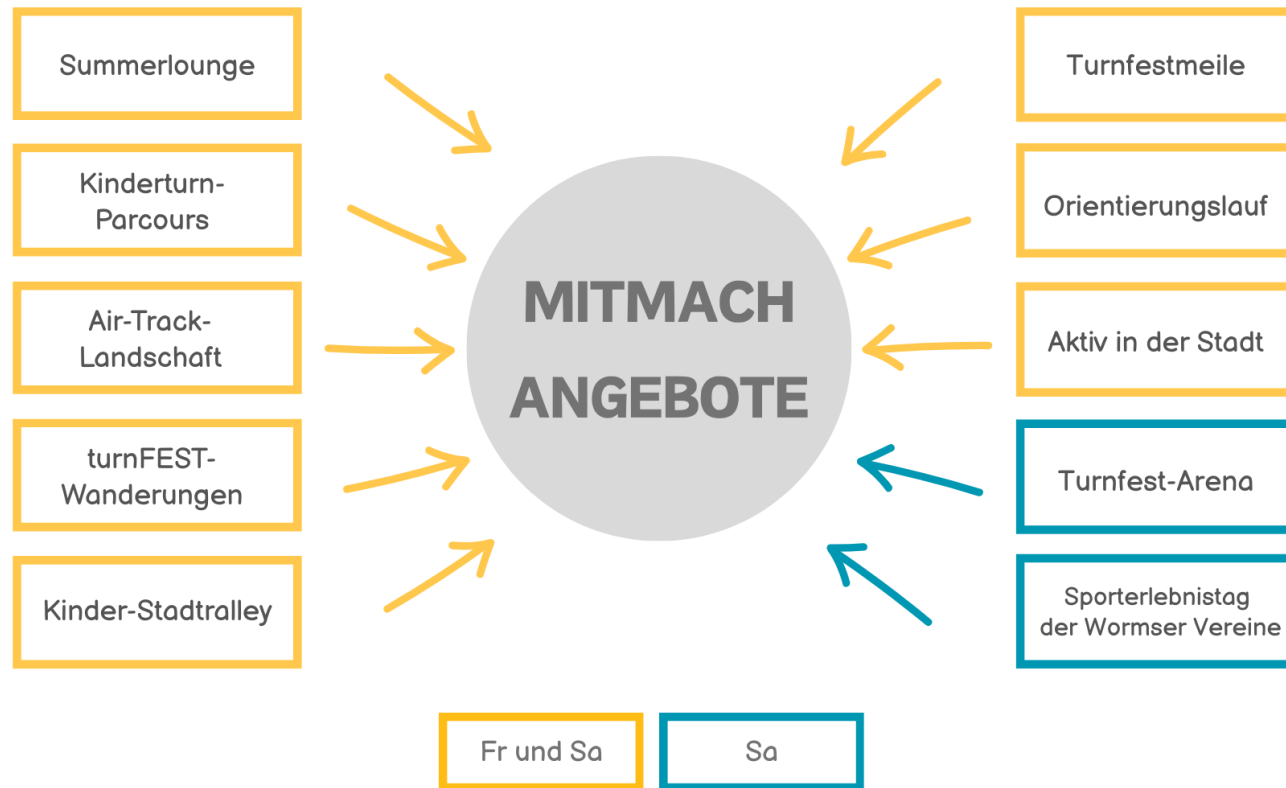 Summerlounge
Kinderturn-
Parcours
Air-Track-
Landschaft
turnFEST-
Wanderungen
Kinder-Stadtralley
MITMACH
ANGEBOTE
Turnfestmeile
Orientierungslauf
Aktiv in der Stadt
Turnfest-Arena
Sporterlebnistag
der Wormser Vereine
Fr und Sa
Sa